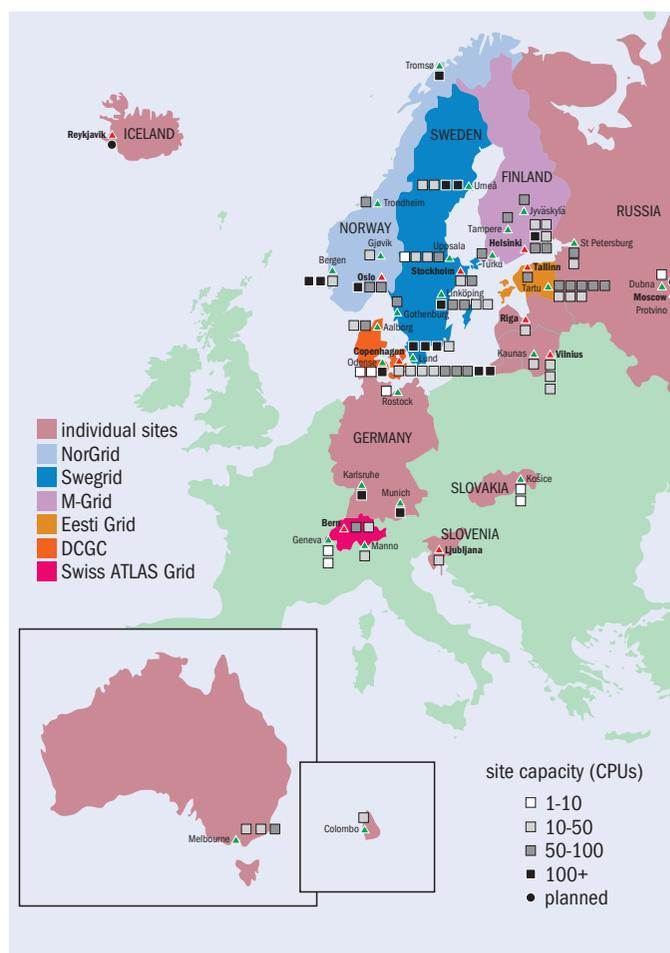 Tromsø
Reykjavik
ICELAND
SWEDEN
FINLAND
Umeå
Trondheim
RUSSIA
Jyväskylä
NORWAY
Tampere
Gjøvik
Helsinki
St Petersburg
Uppsala
Bergen
Turku
Oslo
Stockholm
Tallinn
Dubna
Tartu
Linköping
Moscow
Gothenburg
Protvino
Riga
Aalborg
Copenhagen
Kaunas
Vilnius
Odense
Lund
Rostock
individual sites
NorGrid
Swegrid
M-Grid
Eesti Grid
DCGC
Swiss ATLAS Grid
GERMANY
Karlsruhe
Košice
SLOVAKIA
Munich
Bern
SLOVENIA
Geneva
Manno
Ljubljana
site capacity (CPUs)
1-10
10-50
50-100
100+
planned
Melbourne
Colombo